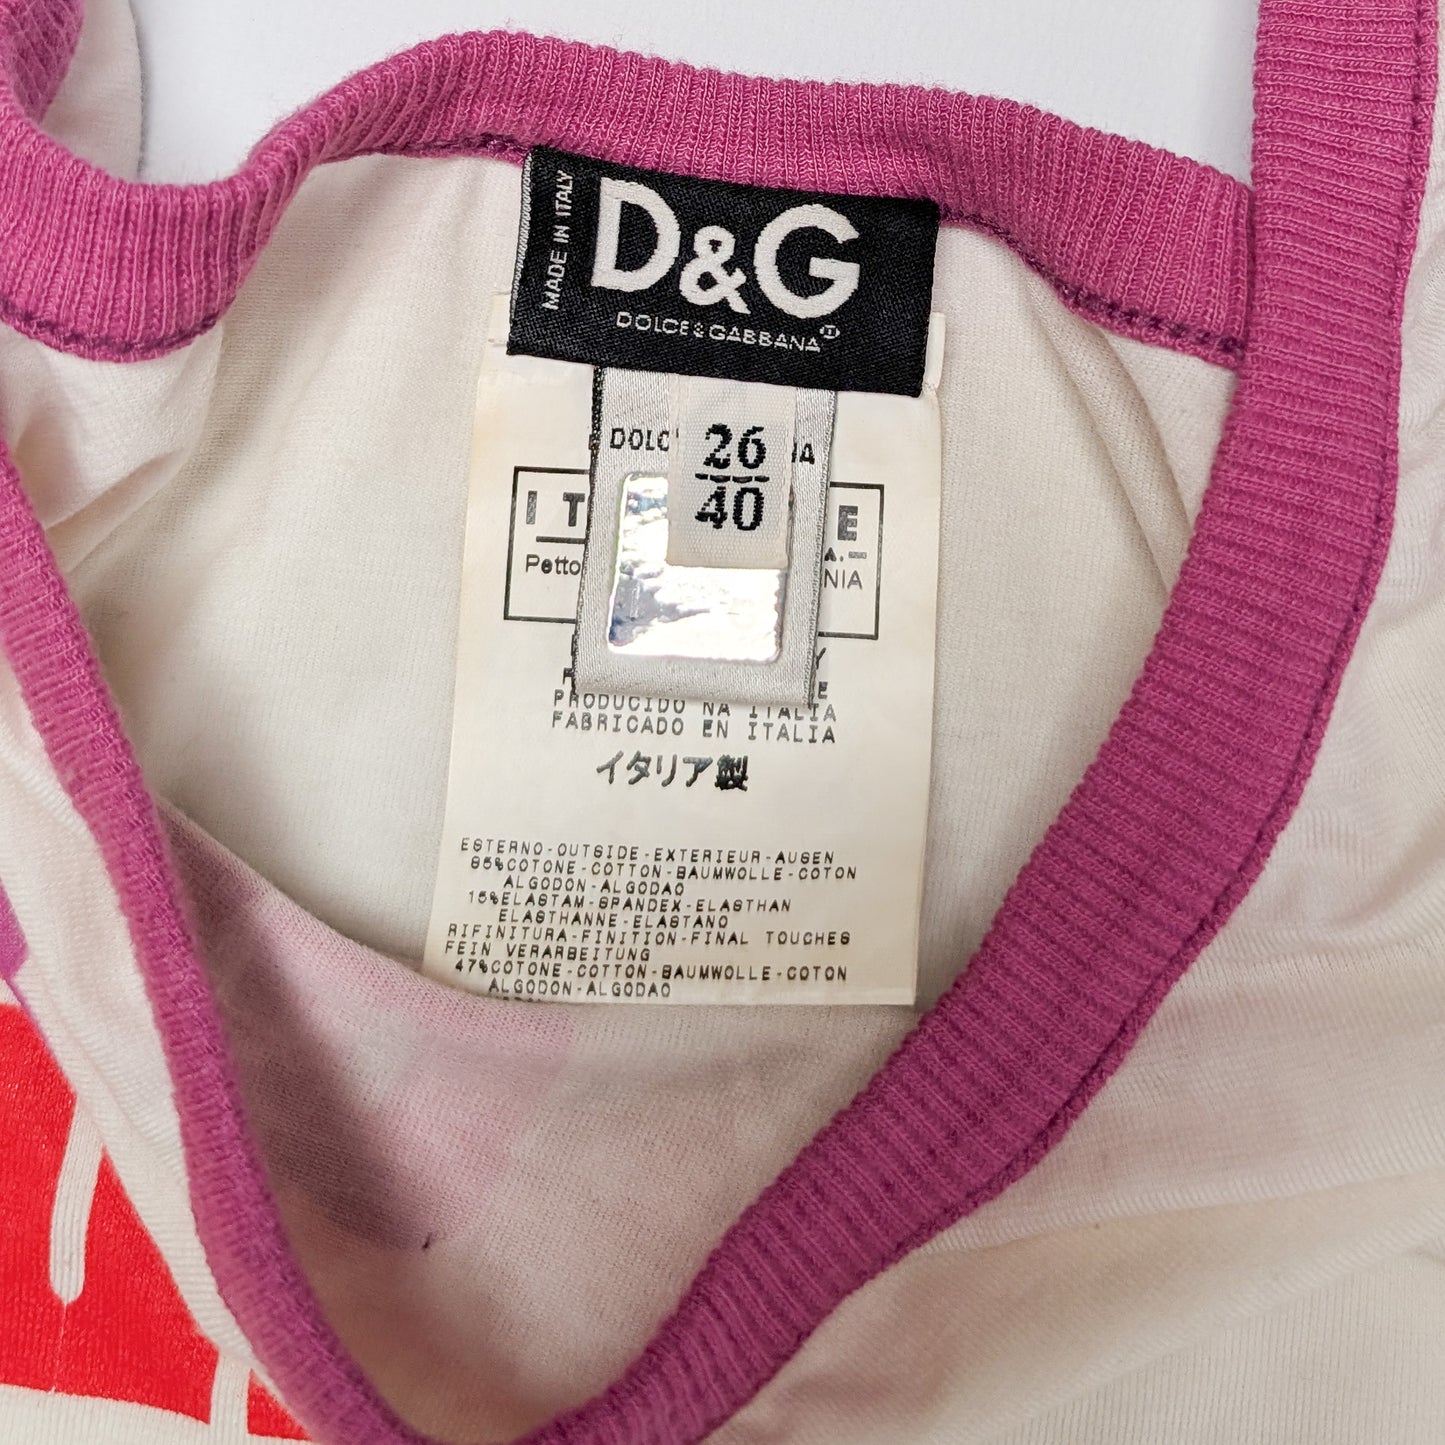 MADE IN ITALY
D&G
DOLCE & GABBANA
DOLC
26
40
I T
E
Petto
NIA
PRODUCIDO NA ITALIA
FABRICADO EN ITALIA
イタリア製
ESTERNO-OUTSIDE-EXTERIEUR-AUSEN
85%COTONE-COTTON-BAUMWOLLE-COTON
ALGODON-ALGODAO
15%ELASTAM-SPANDEX-ELASTHAN
ELASTHANNE-ELASTANO
RIFINITURA-FINITION-FINAL TOUCHES
FEIN VERARBEITUNG
47%COTONE-COTTON-BAUMWOLLE-COTON
ALGODON-ALGODAO